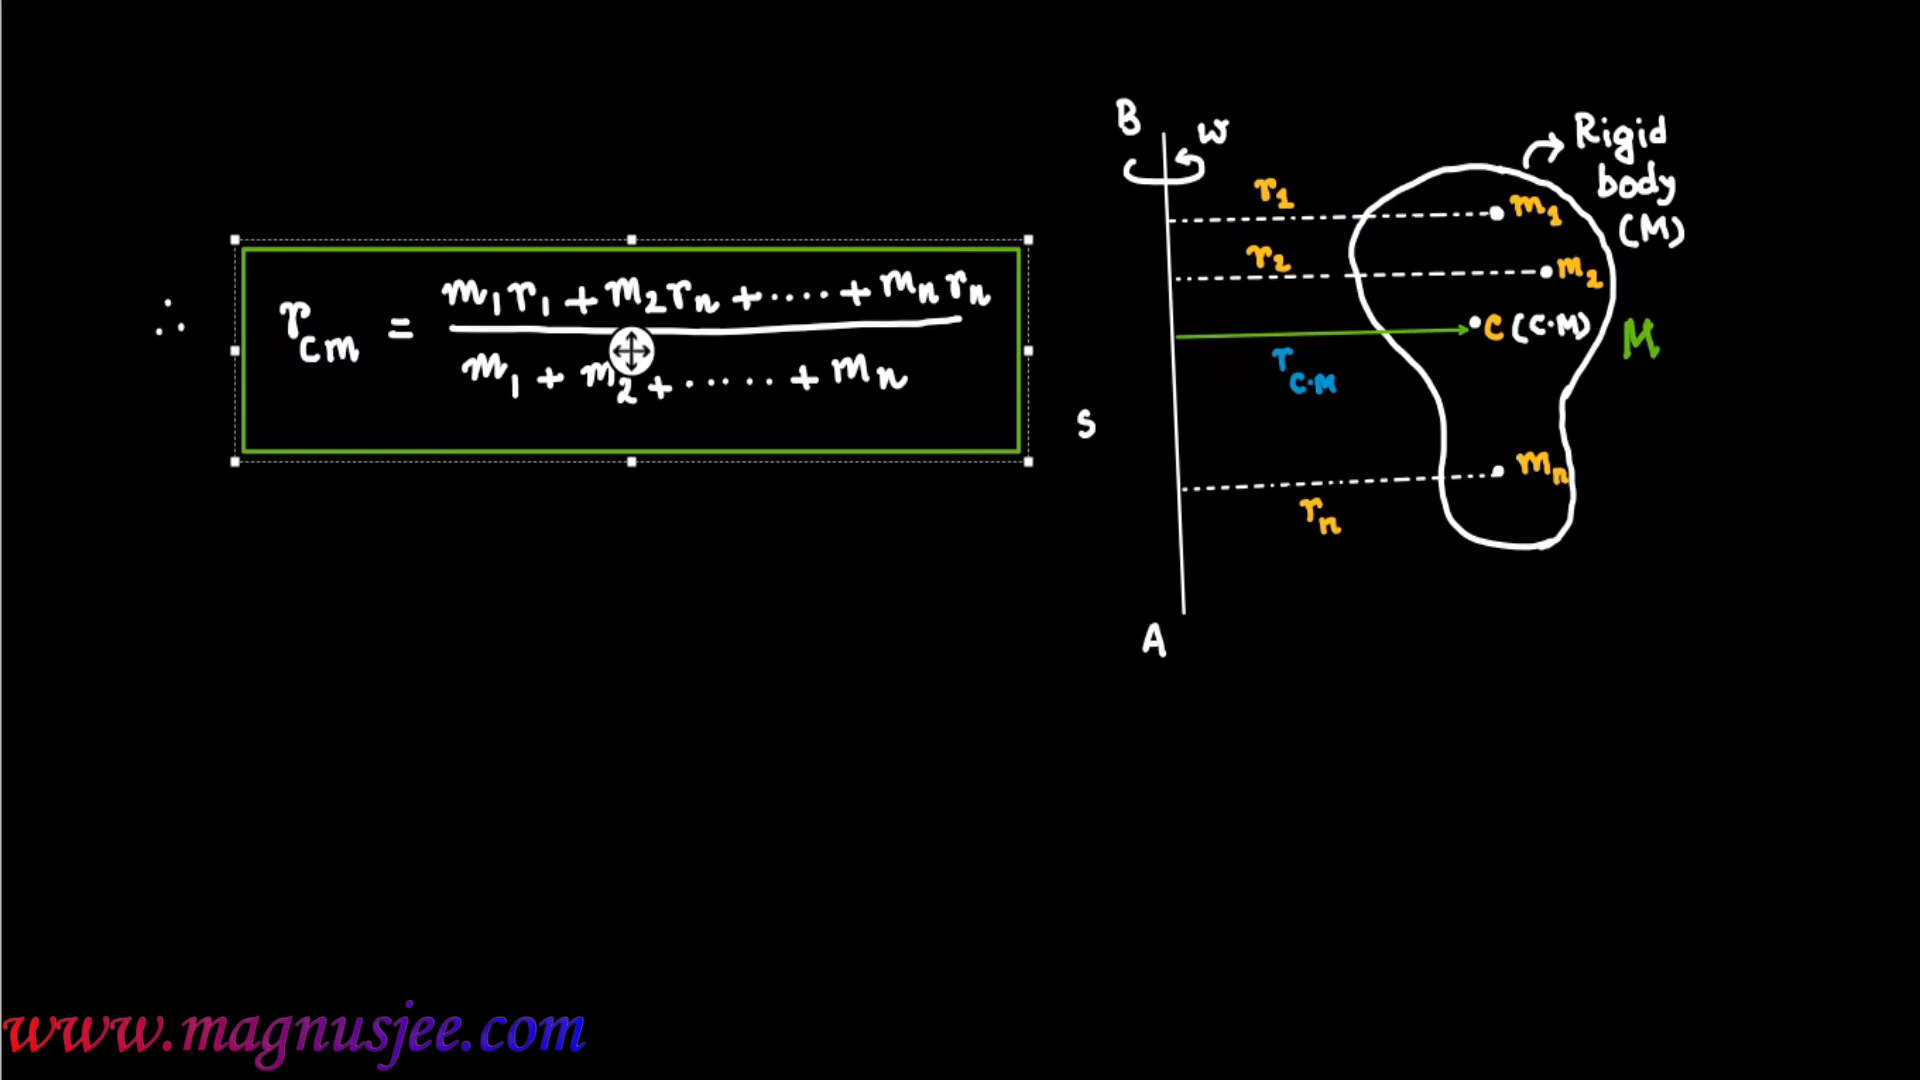 ∴ r_cm = (m₁r₁ + m₂rₙ + ···· + mₙrₙ) / (m₁ + m₂ + ····· + mₙ)
B
w
Rigid
body
(M)
r₁
m₁
r₂
m₂
C (C·M)
M
r_C·M
S
mₙ
rₙ
A
www.magnusjee.com